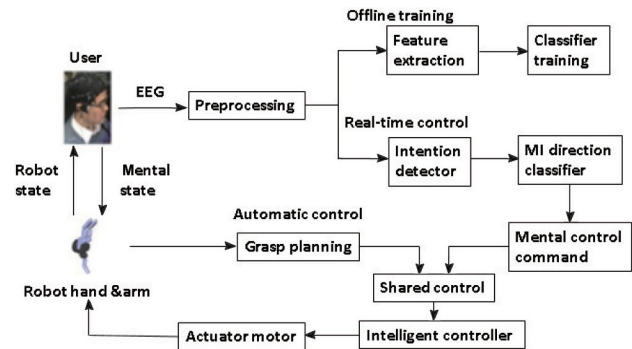 Offline training
User
Feature
extraction
Classifier
training
EEG
Preprocessing
Real-time control
Intention
detector
MI direction
classifier
Robot
state
Mental
state
Automatic control
Grasp planning
Mental control
command
Shared control
Robot hand &arm
Actuator motor
Intelligent controller